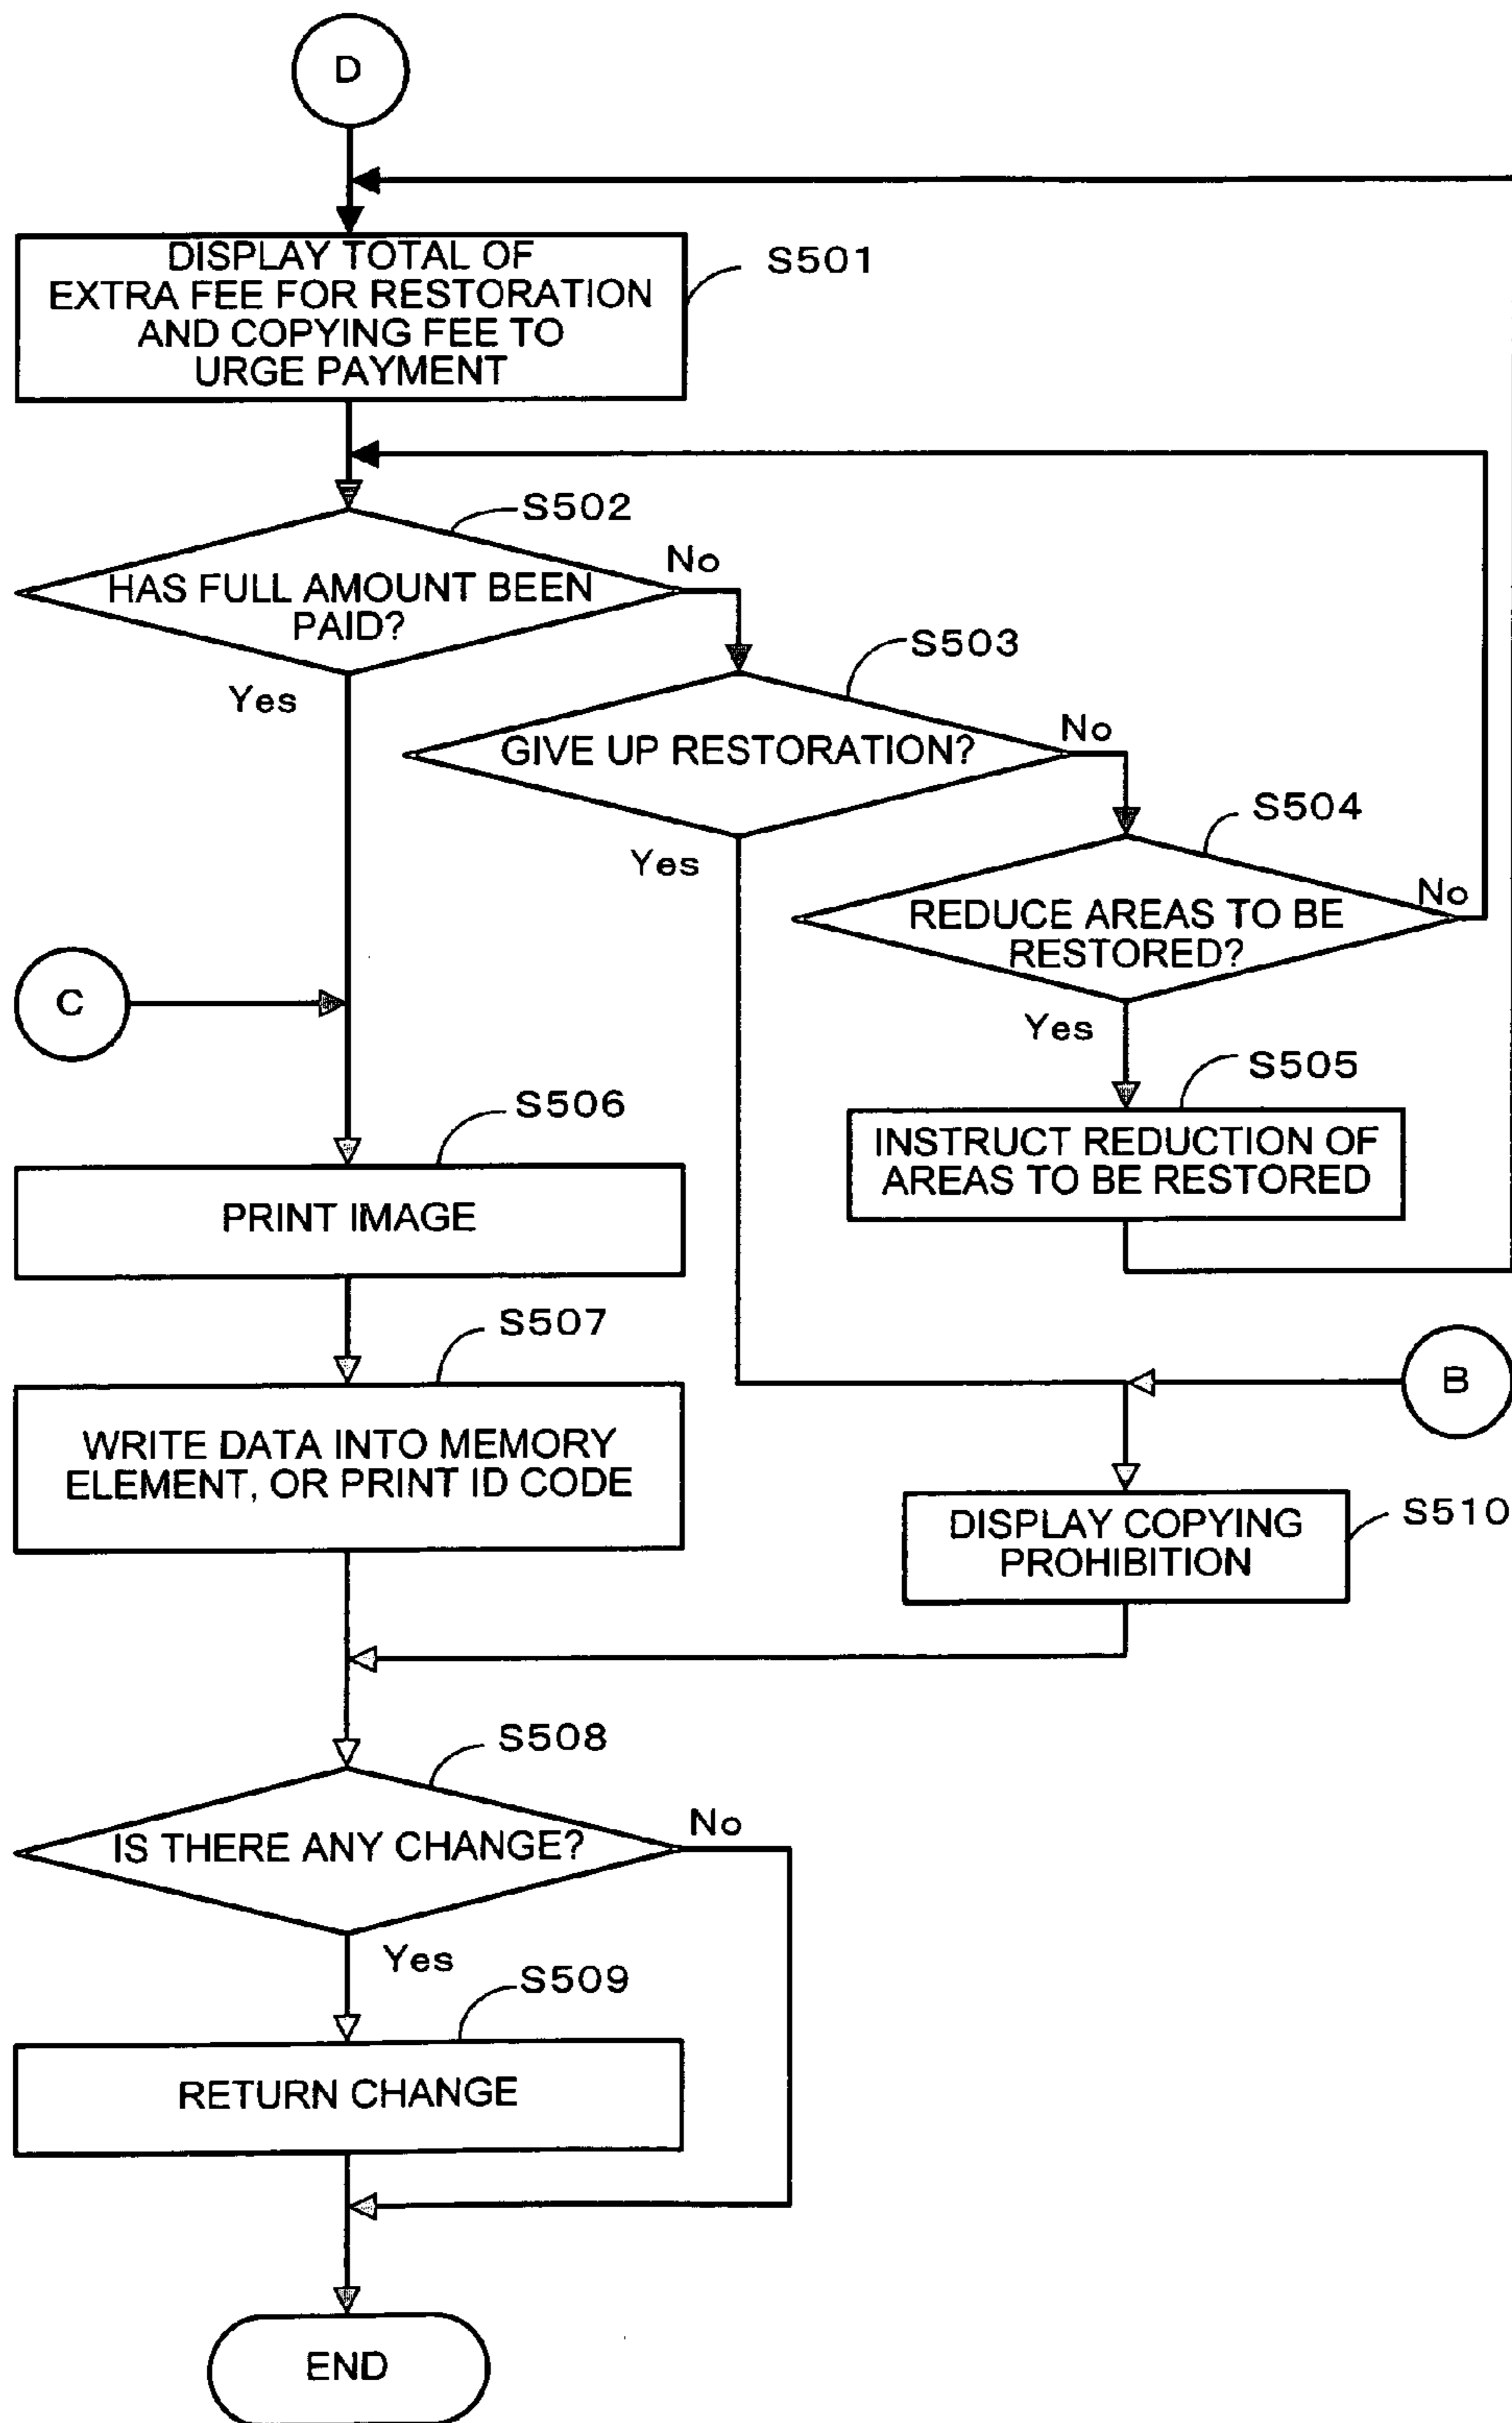 D
DISPLAY TOTAL OF
EXTRA FEE FOR RESTORATION
AND COPYING FEE TO
URGE PAYMENT
S501
S502
HAS FULL AMOUNT BEEN
PAID?
No
Yes
S503
GIVE UP RESTORATION?
No
Yes
S504
REDUCE AREAS TO BE
RESTORED?
No
Yes
C
S505
INSTRUCT REDUCTION OF
AREAS TO BE RESTORED
S506
PRINT IMAGE
S507
WRITE DATA INTO MEMORY
ELEMENT, OR PRINT ID CODE
B
S510
DISPLAY COPYING
PROHIBITION
S508
IS THERE ANY CHANGE?
No
Yes
S509
RETURN CHANGE
END